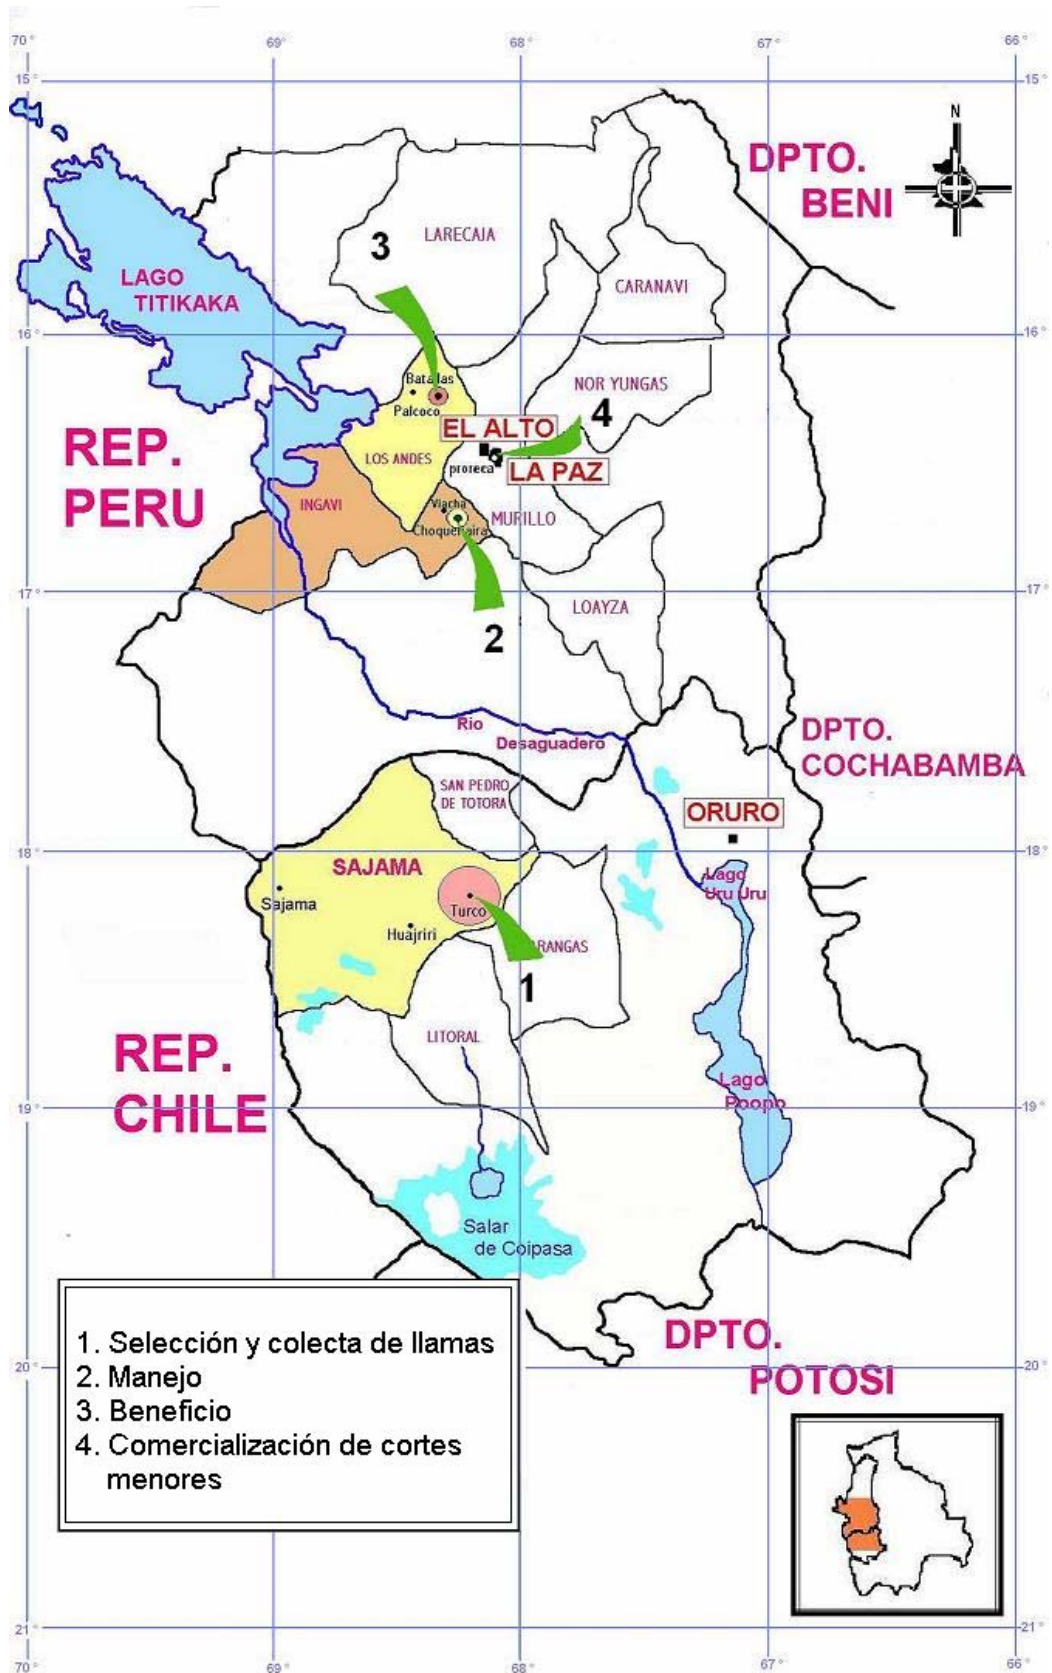 70°
69°
68°
67°
66°
15°
15°
N
DPTO.
BENI
LARECAJA
3
LAGO
TITIKAKA
CARANAVI
16°
16°
Batallas
NOR YUNGAS
Palcoco
4
EL ALTO
REP.
PERU
LOS ANDES
proreca
LA PAZ
INGAVI
Viacha
MURILLO
17°
17°
LOAYZA
2
Rio
Desaguadero
DPTO.
COCHABAMBA
SAN PEDRO
DE TOTORA
ORURO
18°
18°
SAJAMA
Lago
Uru Uru
Sajama
Turco
Huajriri
RANGAS
1
LITORAL
REP.
CHILE
Lago
Poopo
19°
19°
Salar
de Coipasa
1. Selección y colecta de llamas
2. Manejo
3. Beneficio
4. Comercialización de cortes
menores
DPTO.
POTOSI
20°
20°
21°
21°
70°
69°
68°
67°
66°